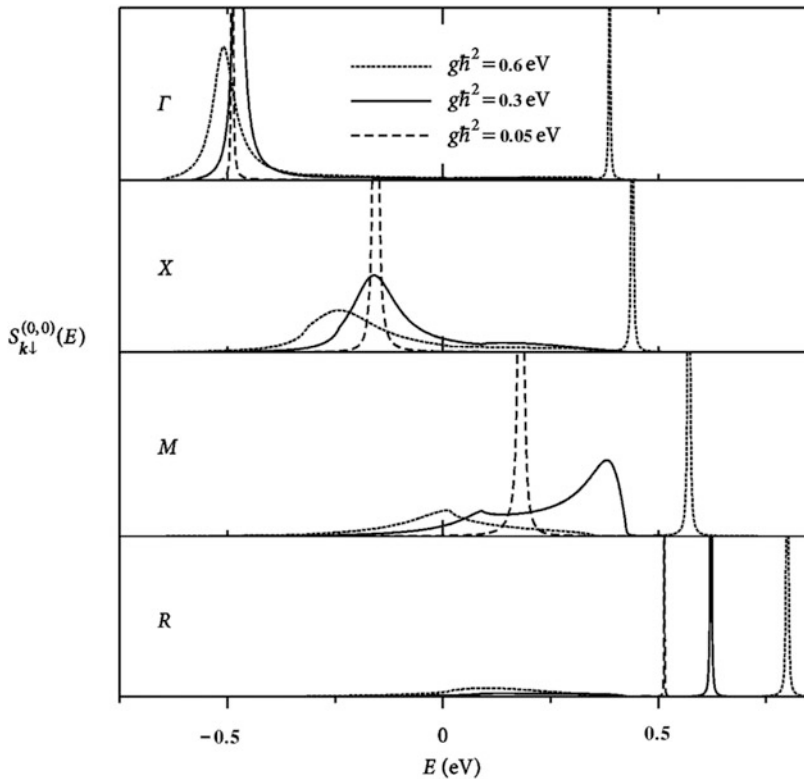 għ² = 0.6 eV
għ² = 0.3 eV
għ² = 0.05 eV
Γ
X
S_{k↓}^{(0,0)}(E)
M
R
−0.5
0
0.5
E (eV)